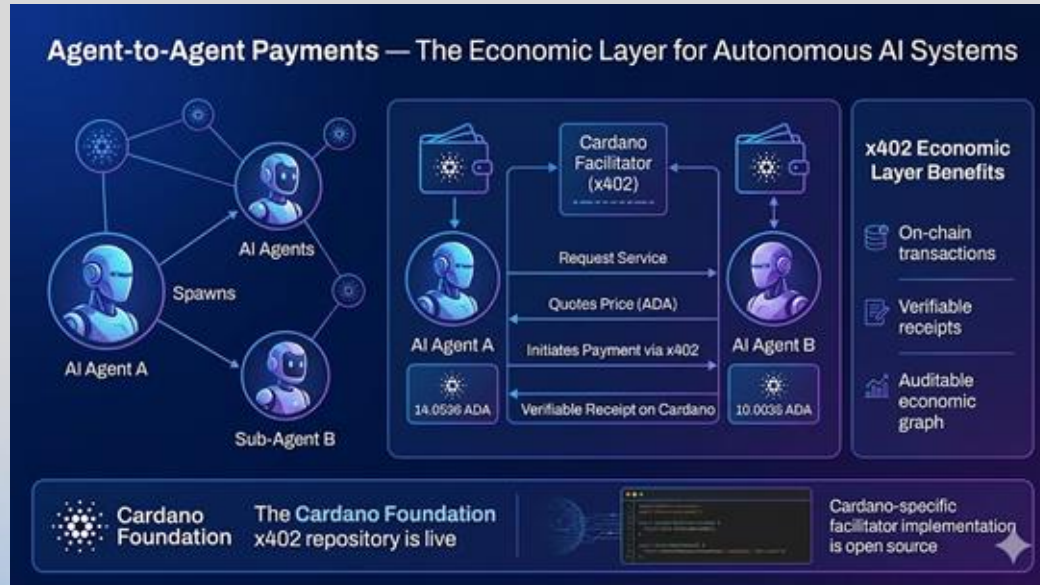 Agent-to-Agent Payments — The Economic Layer for Autonomous AI Systems
AI Agents
Spawns
AI Agent A
Sub-Agent B
Cardano
Facilitator
(x402)
Request Service
Quotes Price (ADA)
Initiates Payment via x402
Verifiable Receipt on Cardano
AI Agent A
14.0536 ADA
AI Agent B
10.0036 ADA
x402 Economic
Layer Benefits
On-chain
transactions
Verifiable
receipts
Auditable
economic
graph
Cardano
Foundation
The Cardano Foundation
x402 repository is live
Cardano-specific
facilitator implementation
is open source